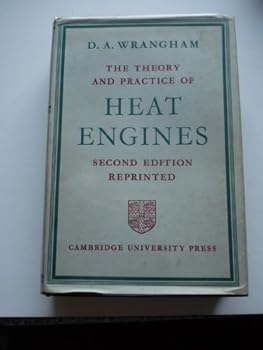 D. A. WRANGHAM
THE THEORY
AND PRACTICE OF
HEAT
ENGINES
SECOND EDITION
REPRINTED
CAMBRIDGE UNIVERSITY PRESS